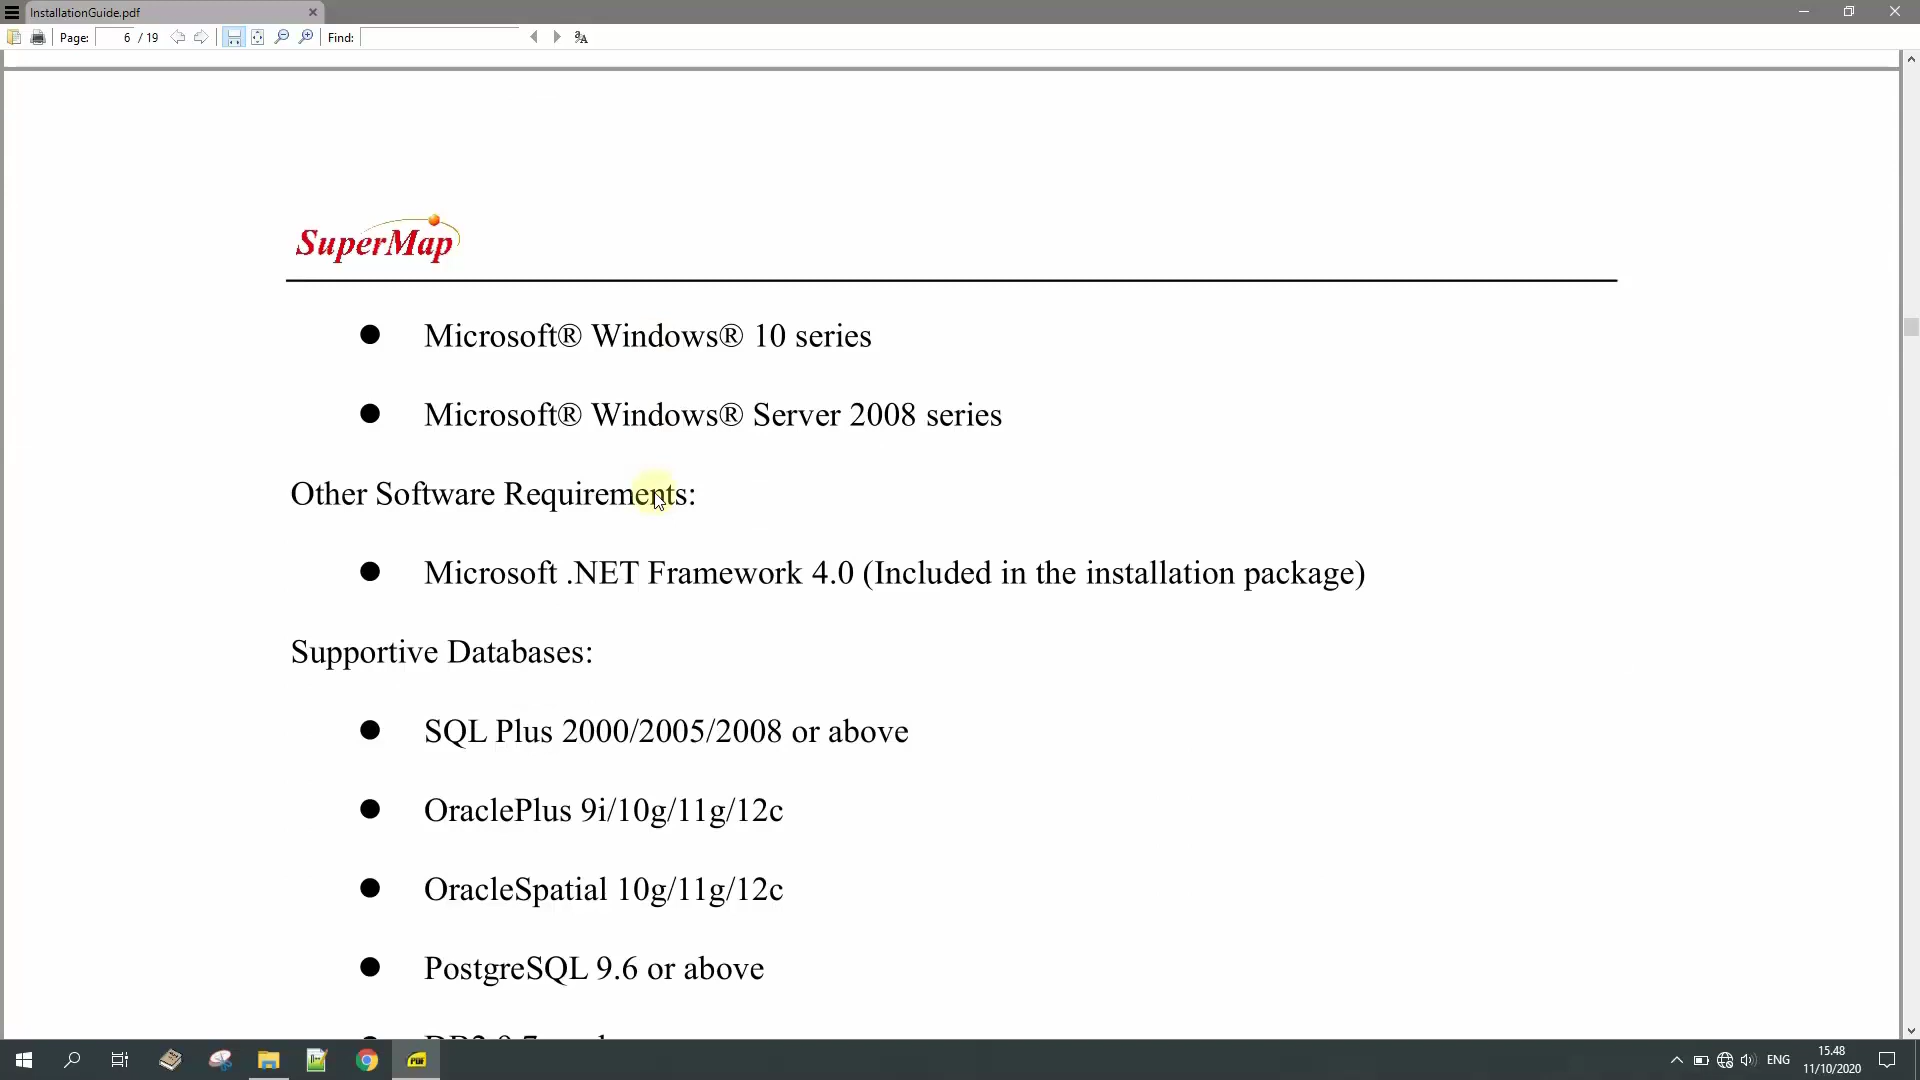 InstallationGuide.pdf
Page: 6 / 19 Find:
SuperMap
● Microsoft® Windows® 10 series
● Microsoft® Windows® Server 2008 series
Other Software Requirements:
● Microsoft .NET Framework 4.0 (Included in the installation package)
Supportive Databases:
● SQL Plus 2000/2005/2008 or above
● OraclePlus 9i/10g/11g/12c
● OracleSpatial 10g/11g/12c
● PostgreSQL 9.6 or above
ENG
15.48
11/10/2020